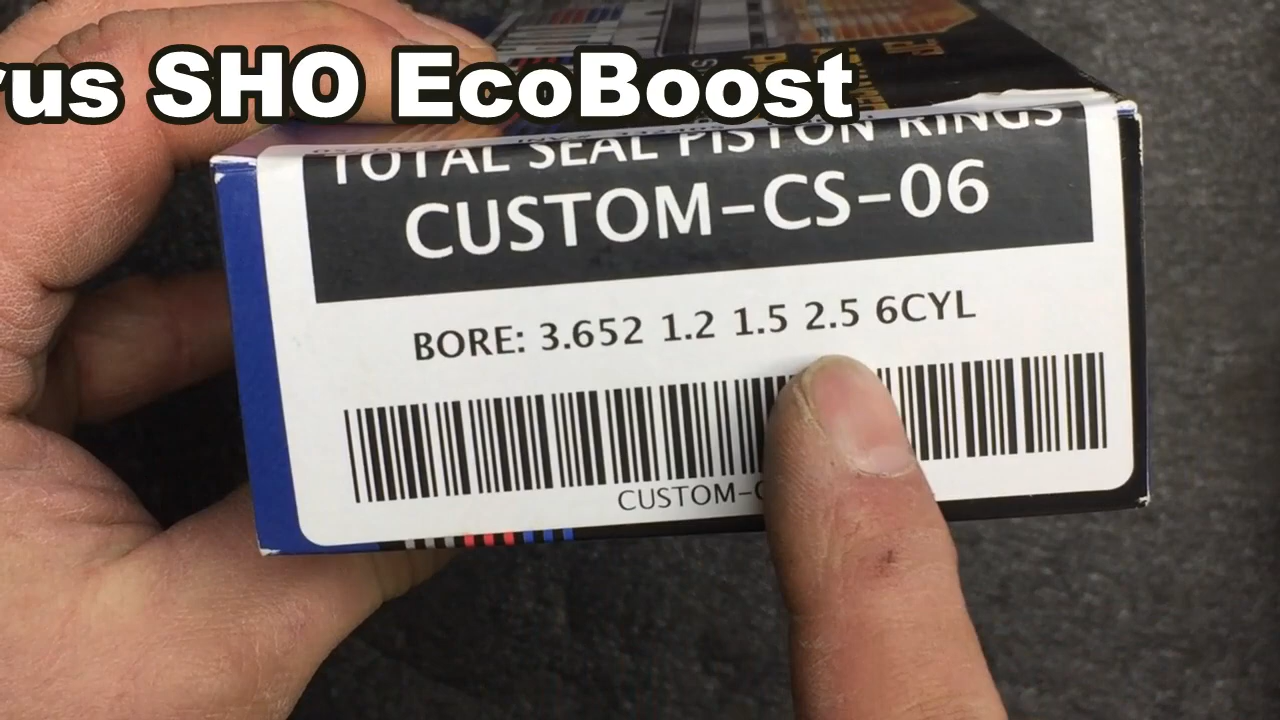 rus SHO EcoBoost
TOTAL SEAL PISTON RINGS
CUSTOM-CS-06
BORE: 3.652 1.2 1.5 2.5 6CYL
CUSTOM-C